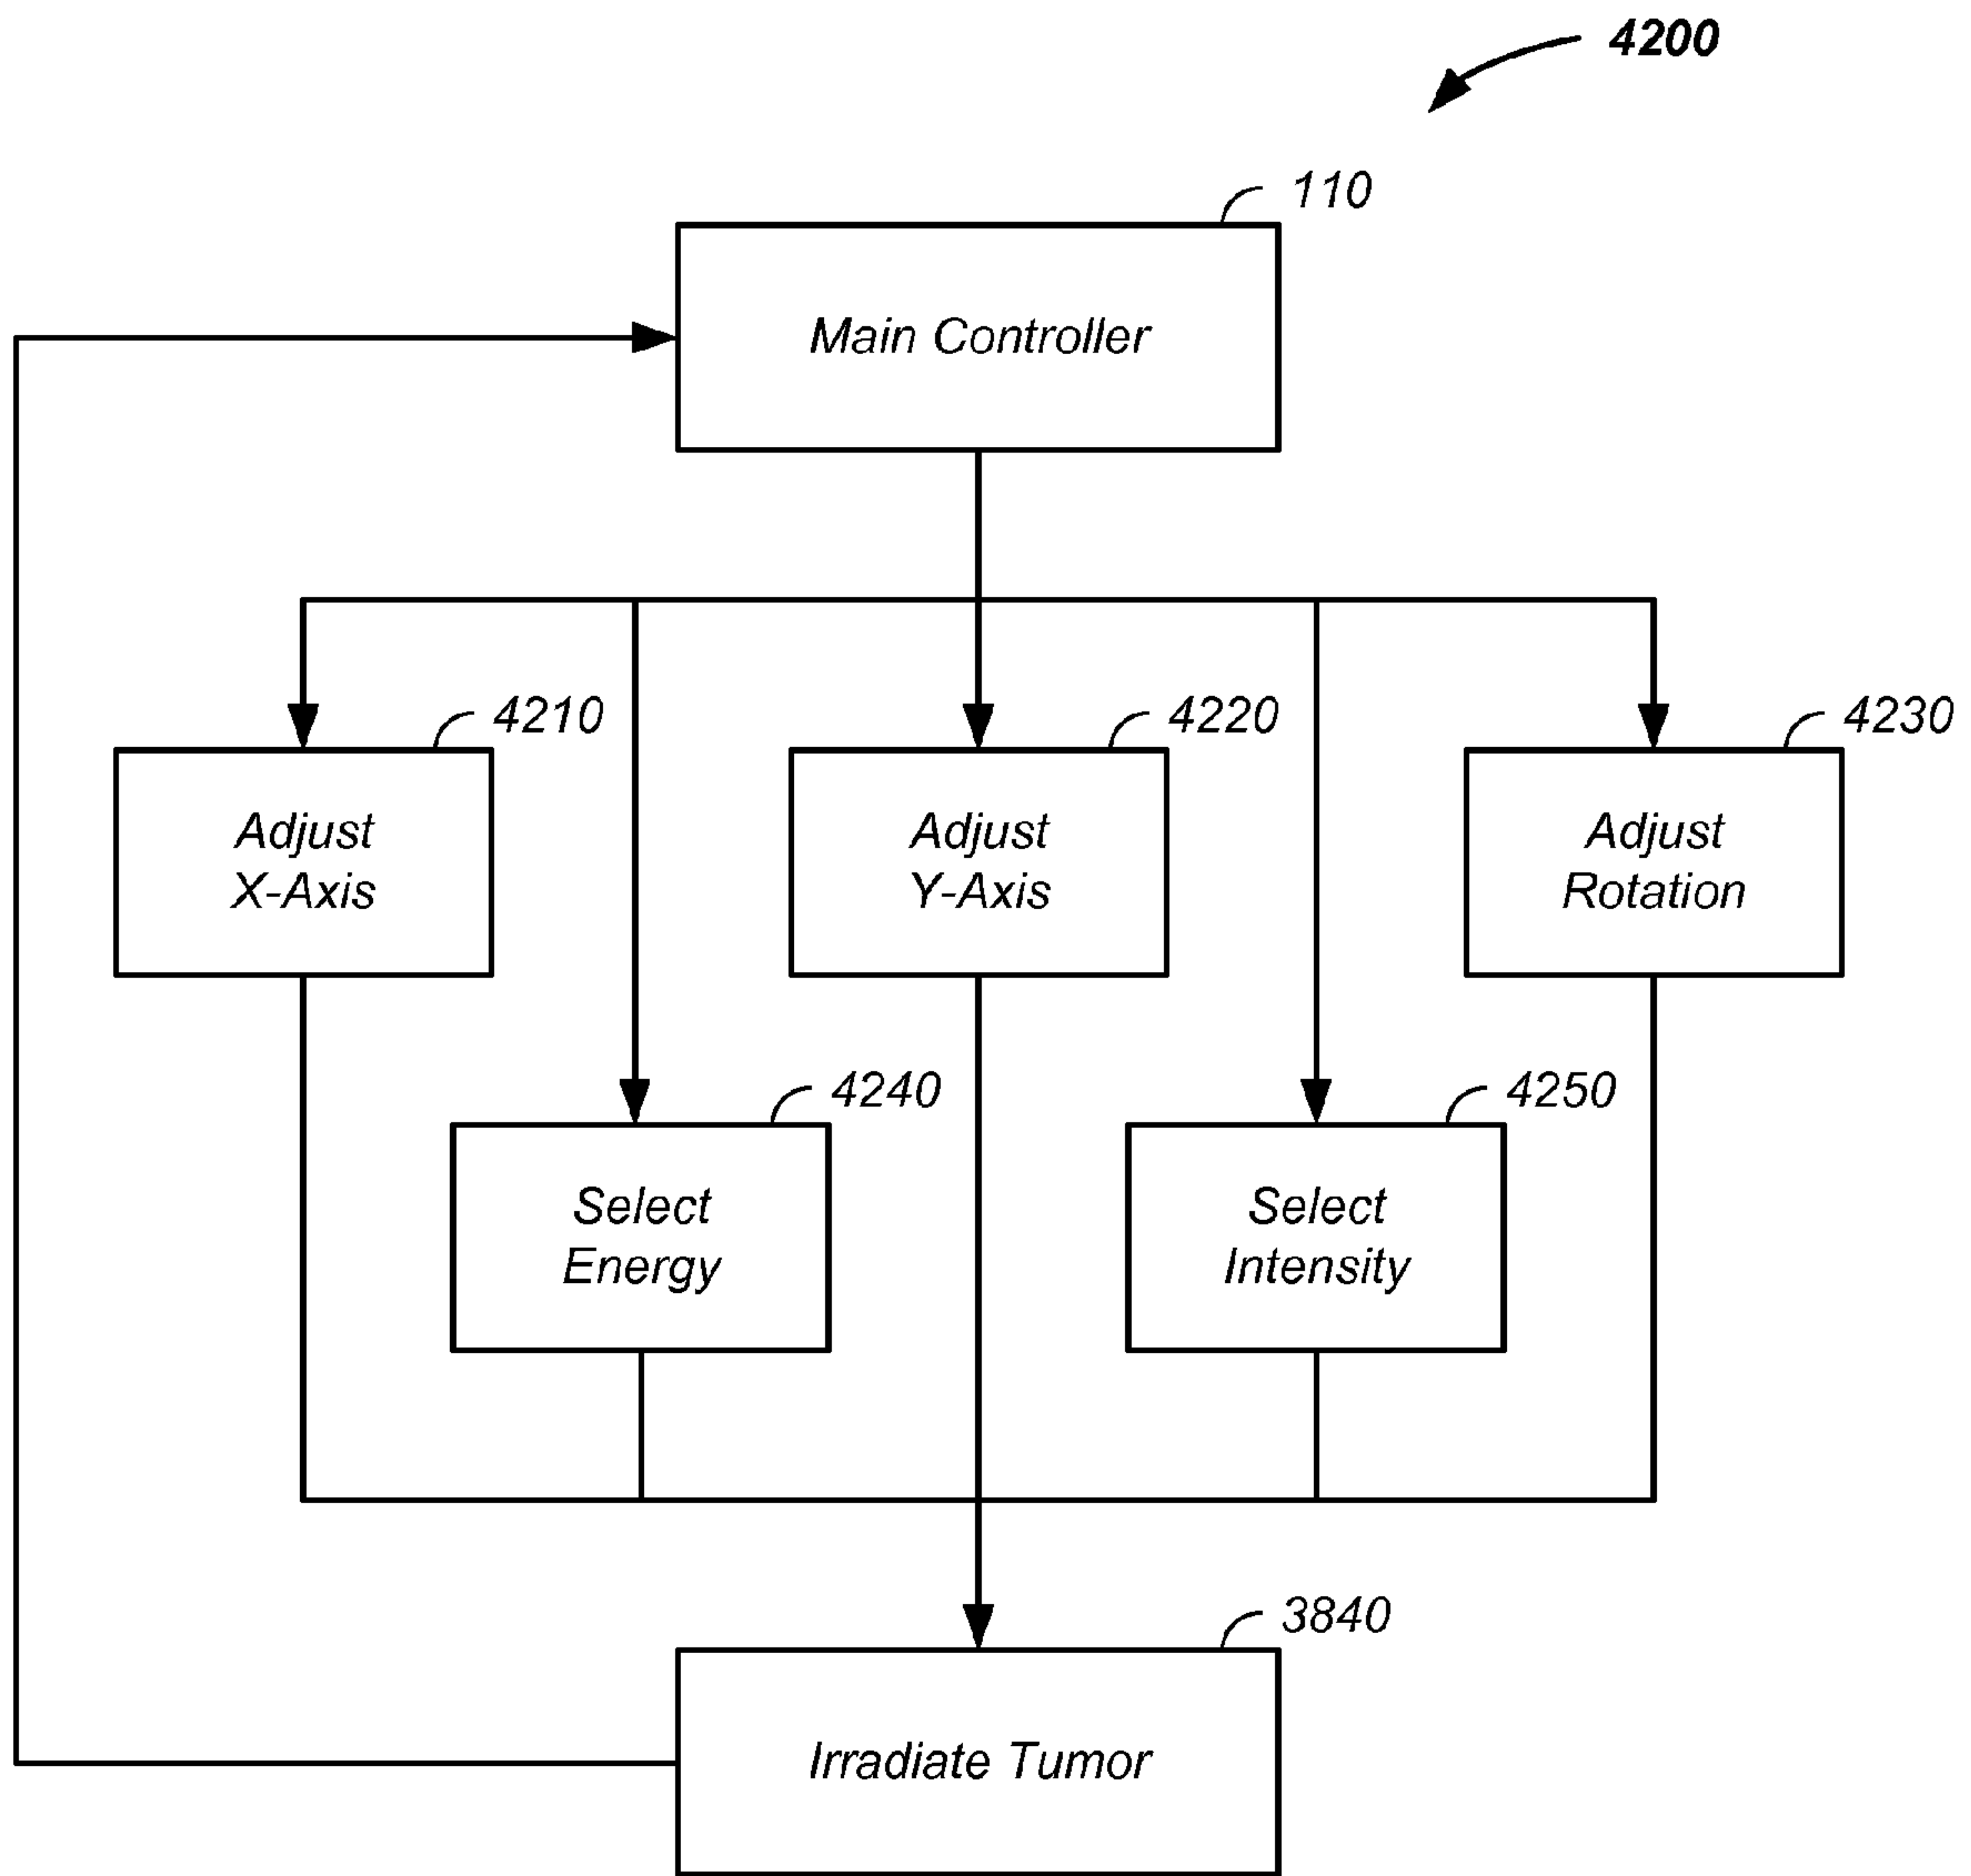 4200
110
Main Controller
4210
4220
4230
Adjust
X-Axis
Adjust
Y-Axis
Adjust
Rotation
4240
4250
Select
Energy
Select
Intensity
3840
Irradiate Tumor